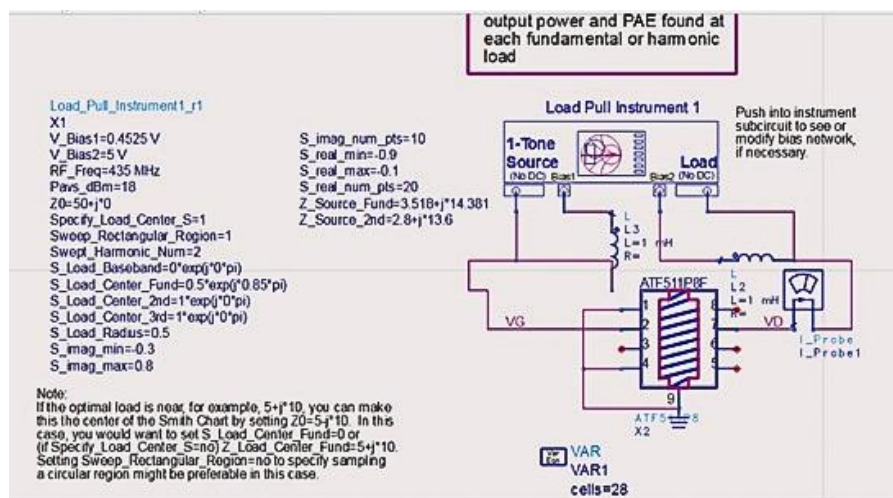 output power and PAE found at
each fundamental or harmonic
load
Load_Pull_Instrument1_r1
X1
V_Bias1=0.4525 V
V_Bias2=5 V
RF_Freq=435 MHz
Pavs_dBm=18
Z0=50+j*0
Specify_Load_Center_S=1
Sweep_Rectangular_Region=1
Swept_Harmonic_Num=2
S_Load_Baseband=0*exp(j*0*pi)
S_Load_Center_Fund=0.5*exp(j*0.85*pi)
S_Load_Center_2nd=1*exp(j*0*pi)
S_Load_Center_3rd=1*exp(j*0*pi)
S_Load_Radius=0.5
S_imag_min=-0.3
S_imag_max=0.8
S_imag_num_pts=10
S_real_min=-0.9
S_real_max=-0.1
S_real_num_pts=20
Z_Source_Fund=3.518+j*14.381
Z_Source_2nd=2.8+j*13.6
Note:
If the optimal load is near, for example, 5+j*10, you can make
this the center of the Smith Chart by setting Z0=5-j*10. In this
case, you would want to set S_Load_Center_Fund=0 or
(if Specify_Load_Center_S=no) Z_Load_Center_Fund=5+j*10.
Setting Sweep_Rectangular_Region=no to specify sampling
a circular region might be preferable in this case.
Load Pull Instrument 1
1-Tone
Source
(No DC)
Bias1
Bias2
Load
(No DC)
Push into instrument
subcircuit to see or
modify bias network,
if necessary.
L
L3
L=1 mH
R=
L
L2
L=1 mH
R=
ATF511P8F
1
2
3
4
8
7
6
5
9
VG
VD
I_Probe
I_Probe1
X2
VAR
VAR1
cells=28